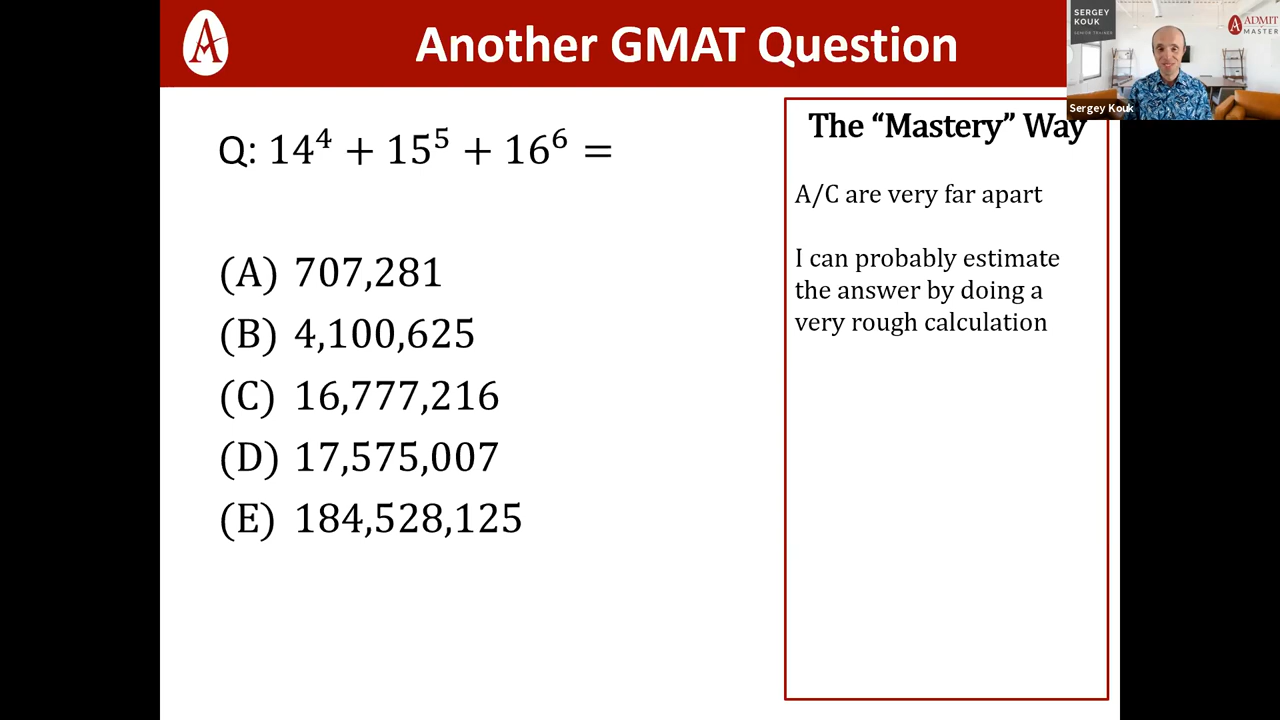 Another GMAT Question
SERGEY
KOUK
SENIOR TRAINER
ADMIT
MASTER
Sergey Kouk
Q: 14⁴ + 15⁵ + 16⁶ =
(A) 707,281
(B) 4,100,625
(C) 16,777,216
(D) 17,575,007
(E) 184,528,125
The “Mastery” Way
A/C are very far apart
I can probably estimate
the answer by doing a
very rough calculation